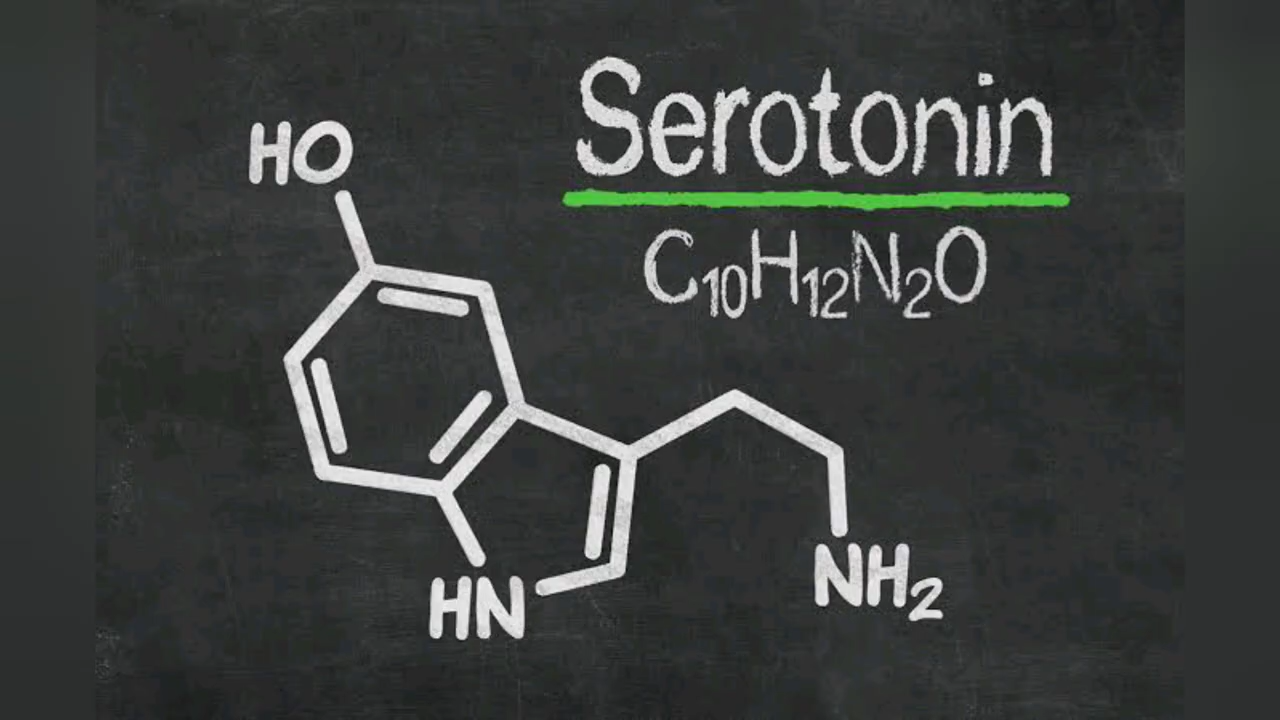 Serotonin
C₁₀H₁₂N₂O
HO
HN
NH₂